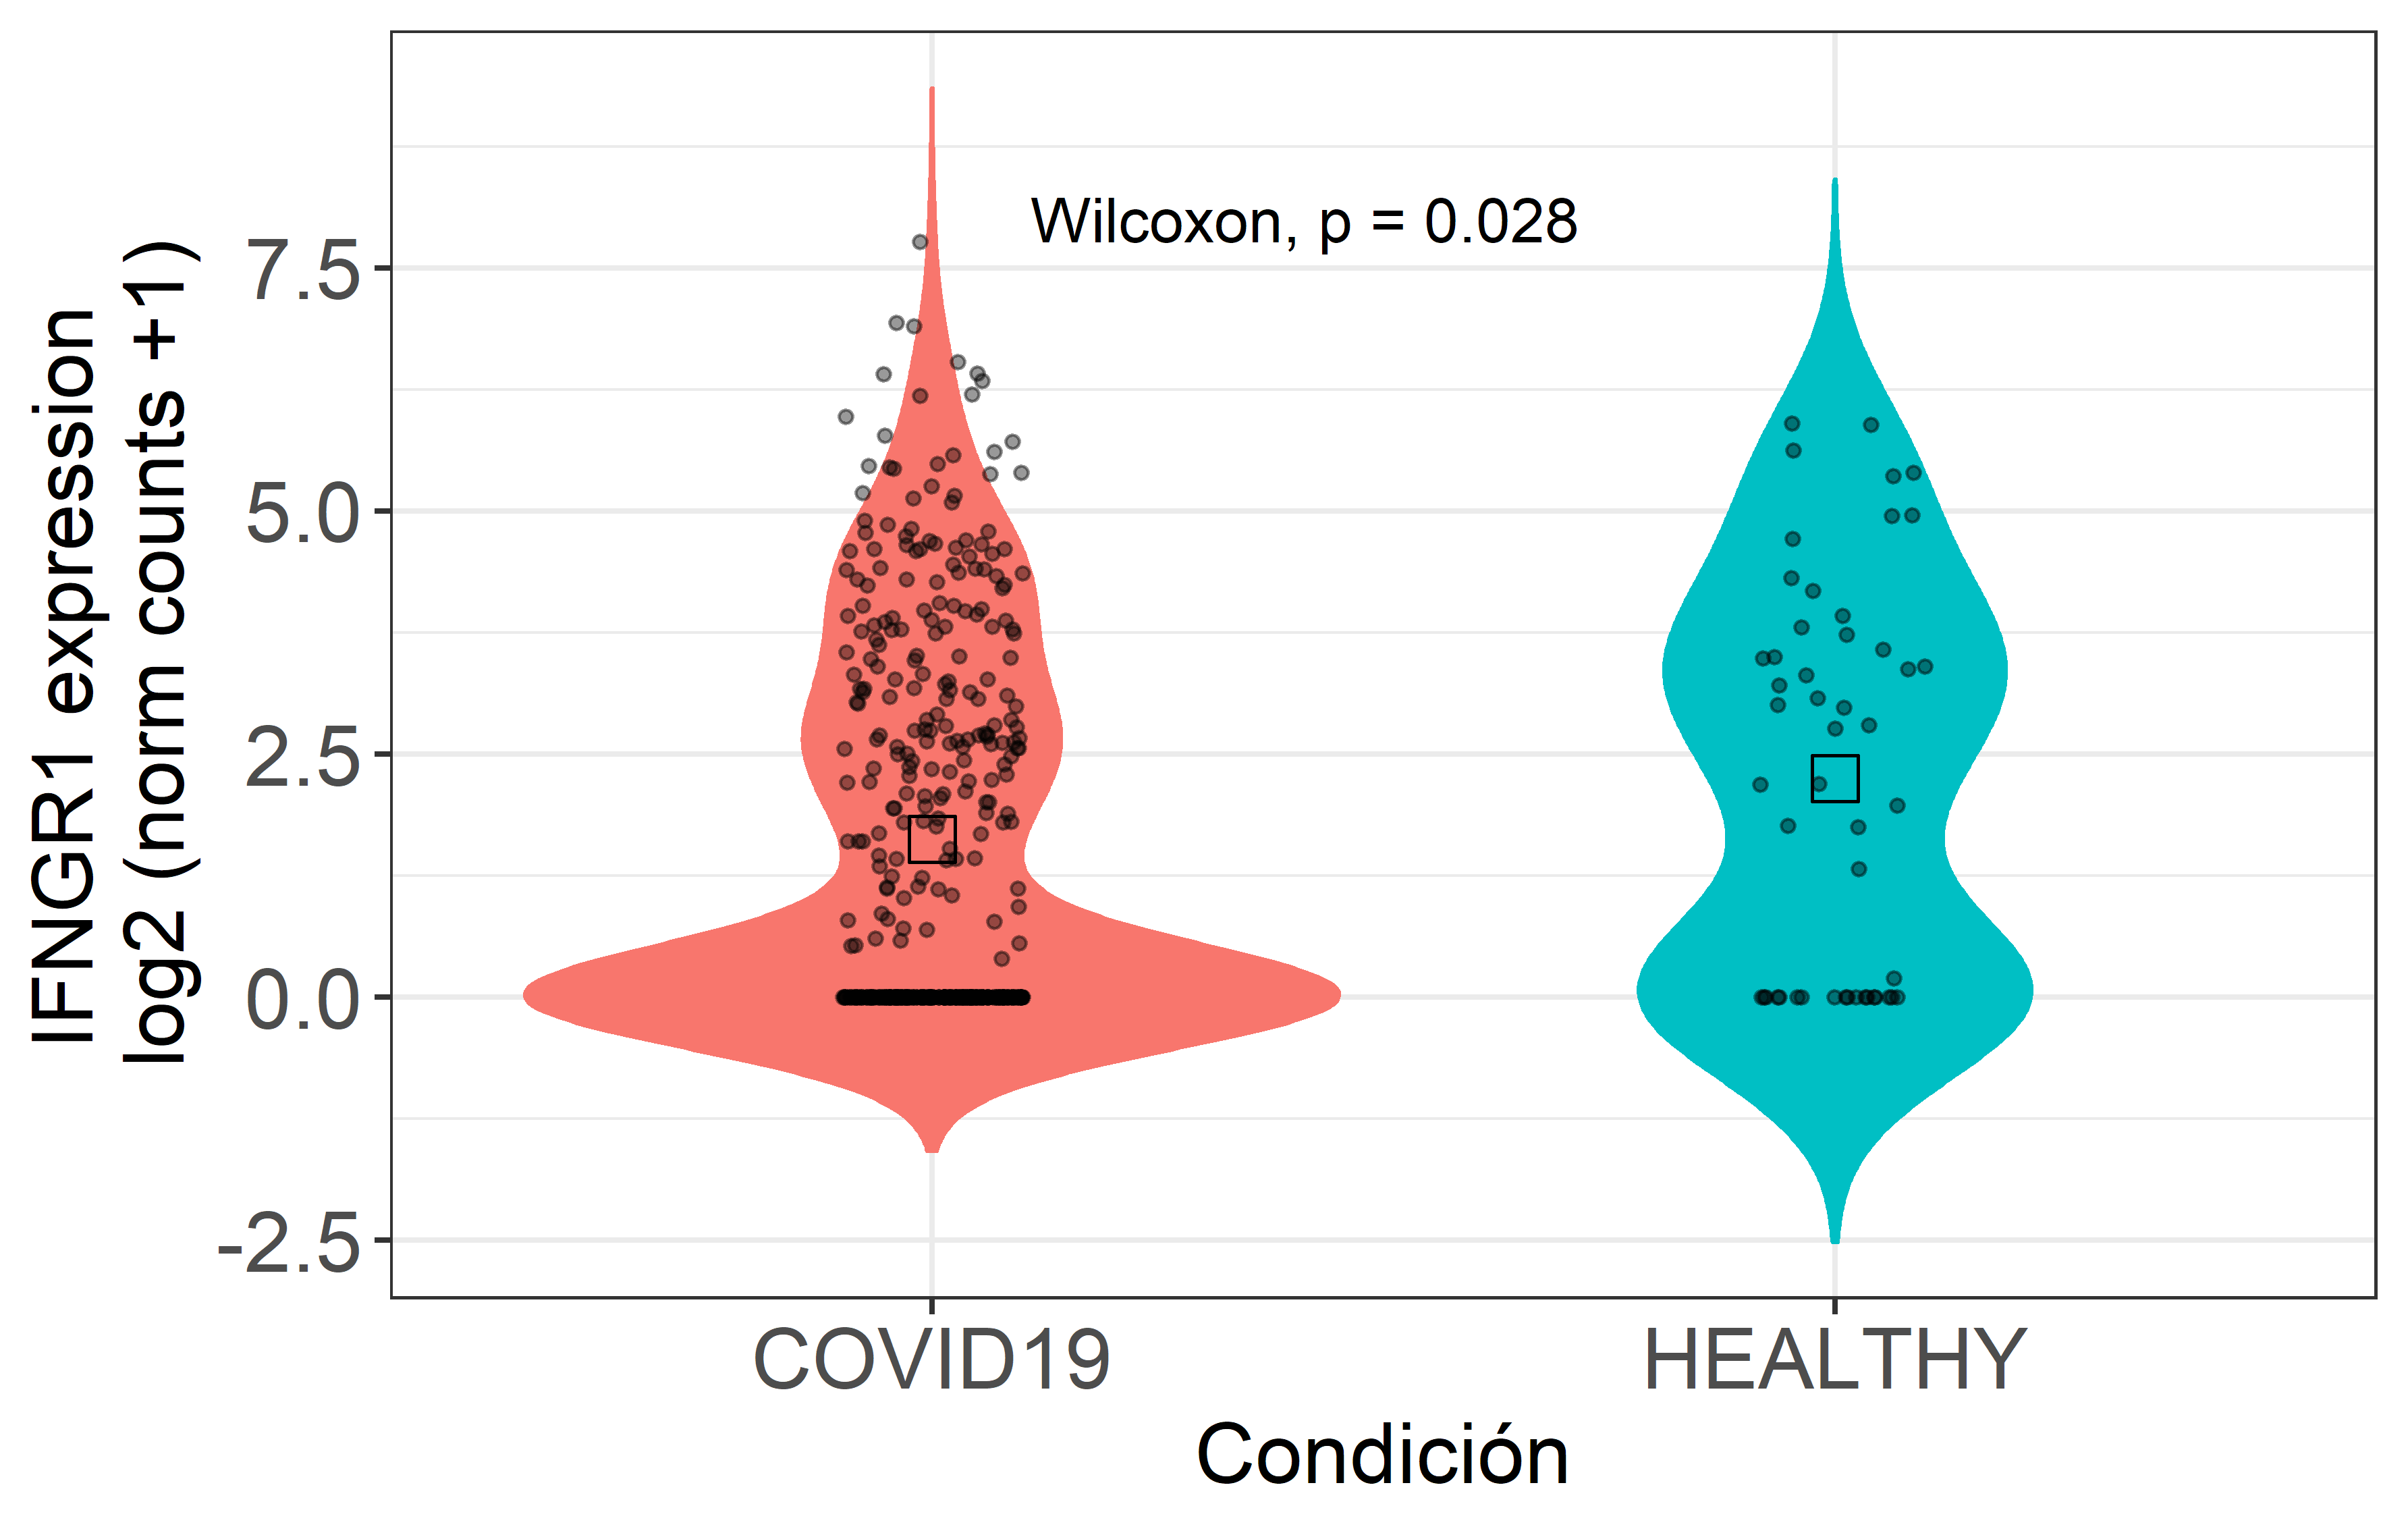 IFNGR1 expression
log2 (norm counts +1)
7.5
5.0
2.5
0.0
-2.5
Wilcoxon, p = 0.028
COVID19
HEALTHY
Condición